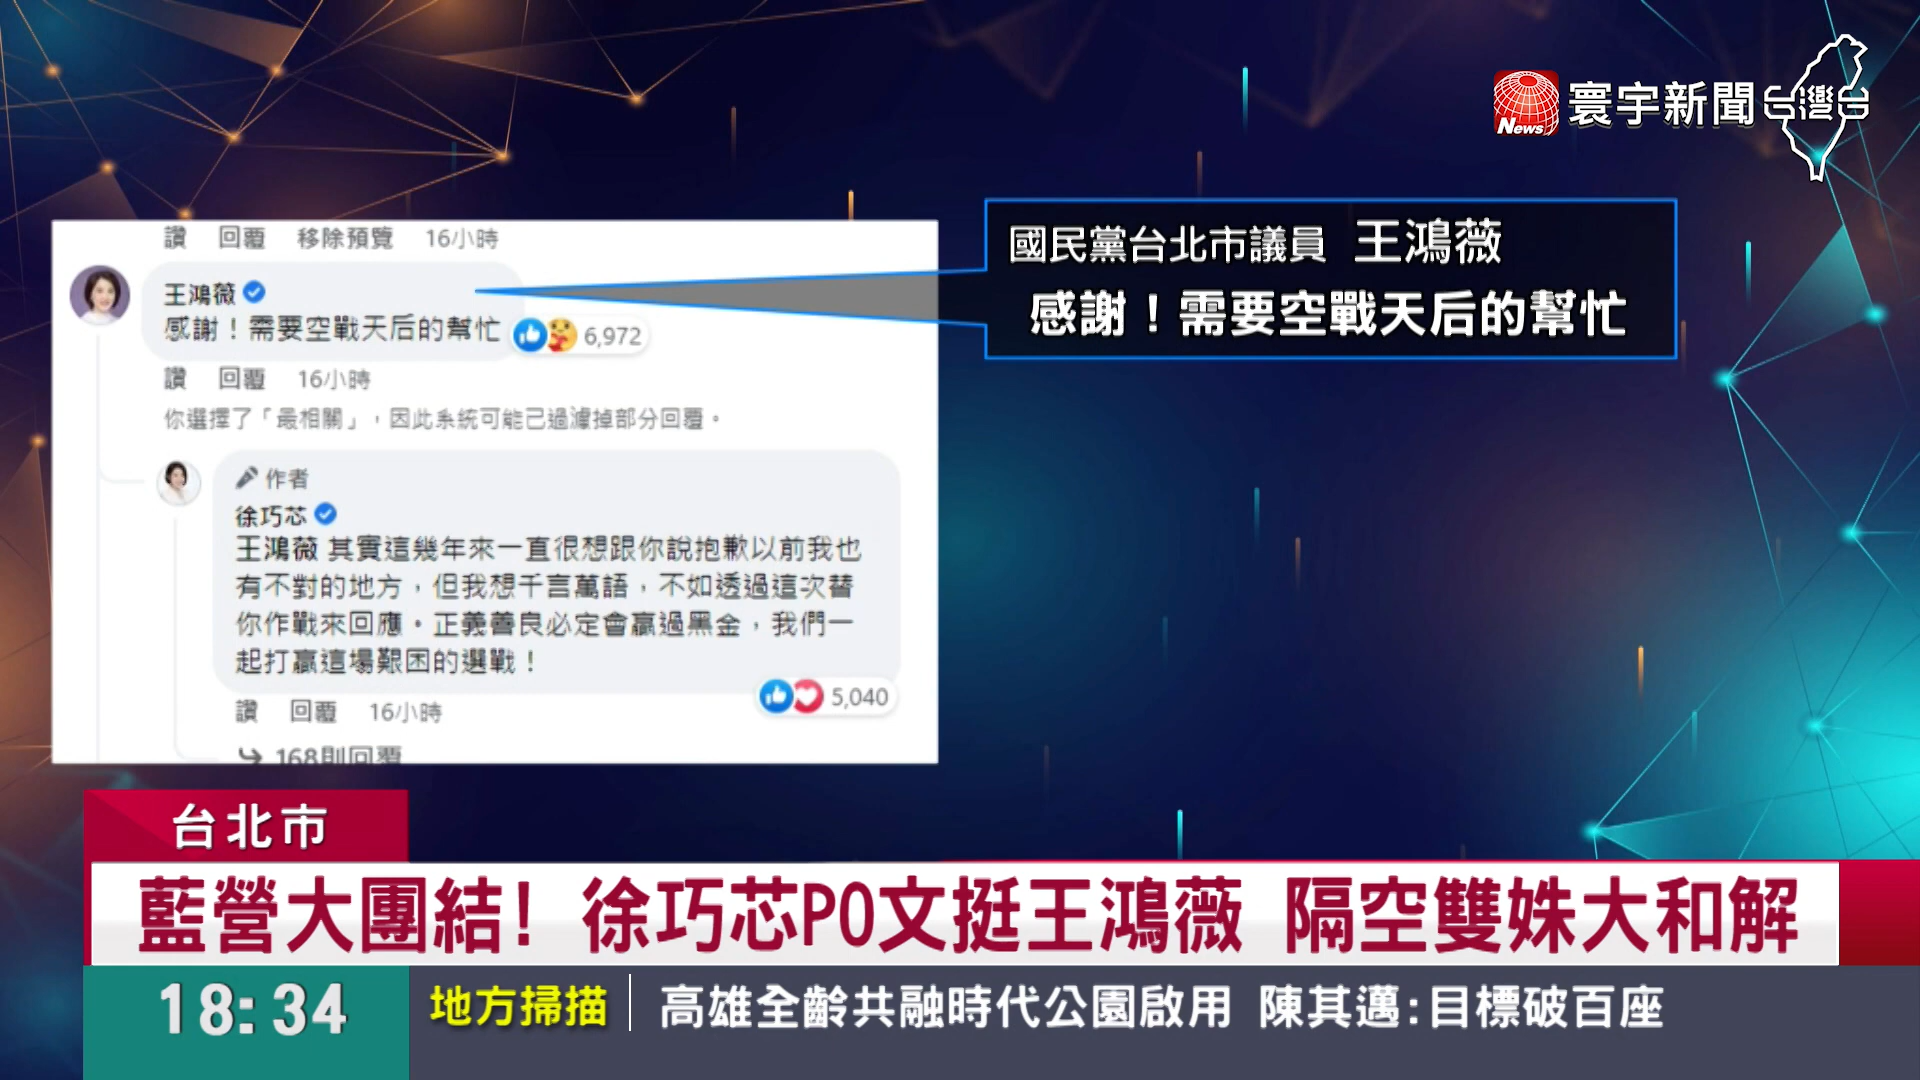 News
寰宇新聞
台灣台
讚 回覆 移除預覽 16小時
王鴻薇
感謝！需要空戰天后的幫忙
6,972
讚 回覆 16小時
你選擇了「最相關」，因此系統可能已過濾掉部分回覆。
作者
徐巧芯
王鴻薇 其實這幾年來一直很想跟你說抱歉以前我也
有不對的地方，但我想千言萬語，不如透過這次替
你作戰來回應。正義善良必定會贏過黑金，我們一
起打贏這場艱困的選戰！
5,040
讚 回覆 16小時
168則回覆
國民黨台北市議員 王鴻薇
感謝！需要空戰天后的幫忙
台北市
藍營大團結! 徐巧芯PO文挺王鴻薇 隔空雙姝大和解
18:34
地方掃描
高雄全齡共融時代公園啟用 陳其邁:目標破百座